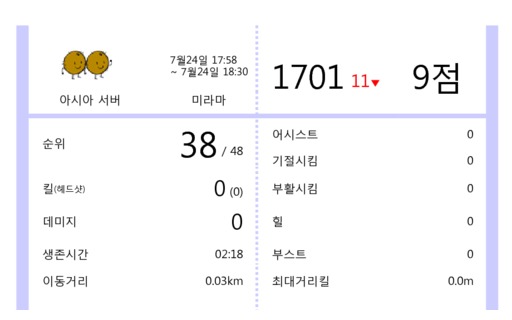 7월24일 17:58
~ 7월24일 18:30
아시아 서버 미라마
1701 11▼ 9점
순위 38 / 48
킬(헤드샷) 0 (0)
데미지 0
생존시간 02:18
이동거리 0.03km
어시스트 0
기절시킴 0
부활시킴 0
힐 0
부스트 0
최대거리킬 0.0m